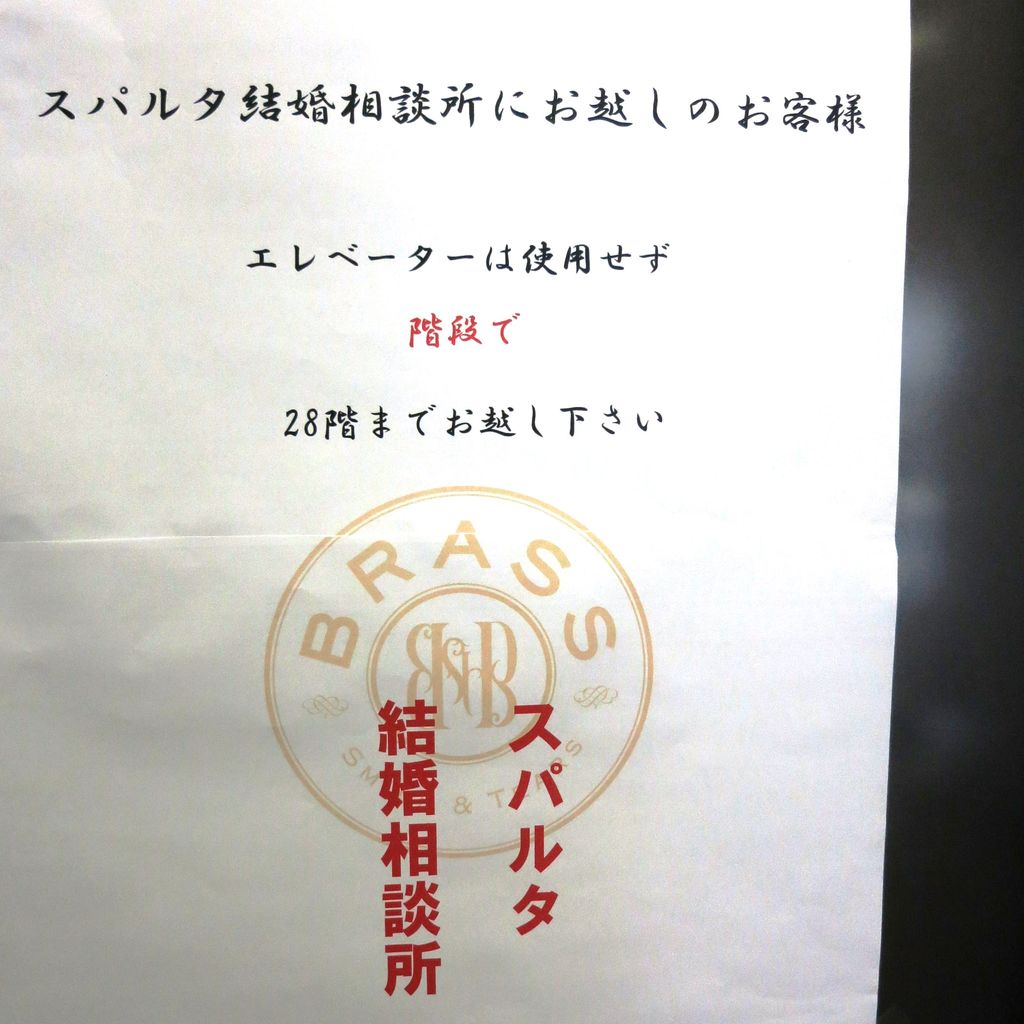 スパルタ結婚相談所にお越しのお客様
エレベーターは使用せず
階段で
28階までお越し下さい
BRASS
& TEARS
スパルタ
結婚相談所